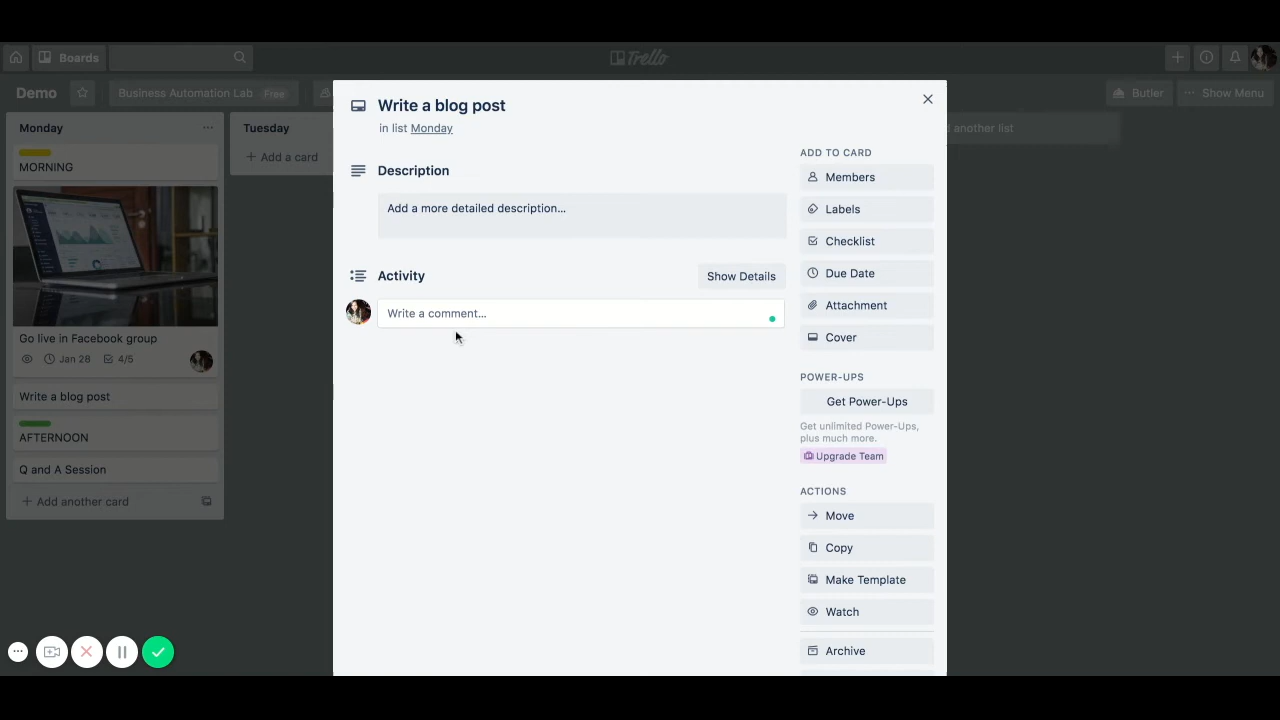 Boards
Trello
Demo
Business Automation Lab Free
Butler
Show Menu
Monday
MORNING
Go live in Facebook group
Jan 28
4/5
Write a blog post
AFTERNOON
Q and A Session
Add another card
Tuesday
Add a card
another list
Write a blog post
in list Monday
Description
Add a more detailed description...
Activity
Show Details
Write a comment...
ADD TO CARD
Members
Labels
Checklist
Due Date
Attachment
Cover
POWER-UPS
Get Power-Ups
Get unlimited Power-Ups,
plus much more.
Upgrade Team
ACTIONS
Move
Copy
Make Template
Watch
Archive